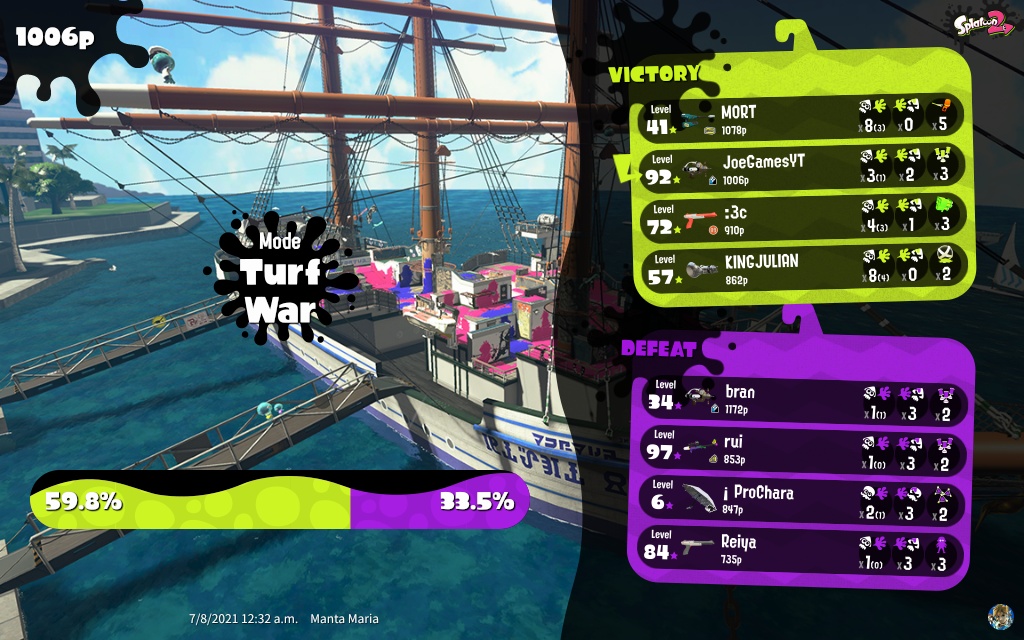 1006p
Splatoon 2
VICTORY
Level 41 MORT 1078p x8(3) x0 x5
Level 92 JoeGamesYT 1006p x3(1) x2 x3
Level 72 :3c 910p x4(3) x1 x3
Level 57 KINGJULIAN 862p x8(4) x0 x2
Mode
Turf
War
DEFEAT
Level 34 bran 1172p x1(1) x3 x2
Level 97 rui 853p x1(0) x3 x2
Level 6 ¡ ProChara 847p x2(1) x3 x2
Level 84 Reiya 735p x1(0) x3 x3
59.8% 33.5%
7/8/2021 12:32 a.m. Manta Maria